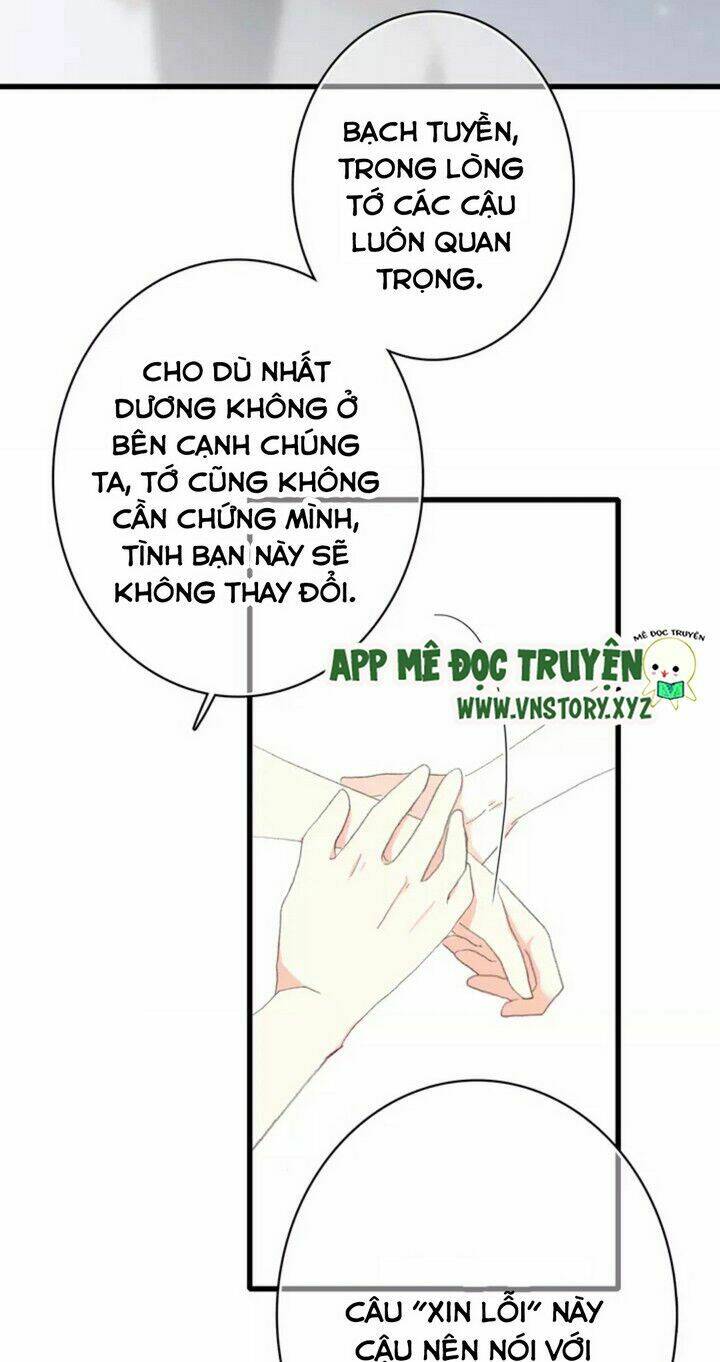 BẠCH TUYỀN,
TRONG LÒNG
TỚ CÁC CẬU
LUÔN QUAN
TRỌNG.
CHO DÙ NHẤT
DƯƠNG KHÔNG Ở
BÊN CẠNH CHÚNG
TA, TỚ CŨNG KHÔNG
CẦN CHỨNG MÌNH,
TÌNH BẠN NÀY SẼ
KHÔNG THAY ĐỔI.
MÊ ĐỌC TRUYỆN
APP MÊ ĐỌC TRUYỆN
WWW.VNSTORY.XYZ
CÂU "XIN LỖI" NÀY
CẬU NÊN NÓI VỚI